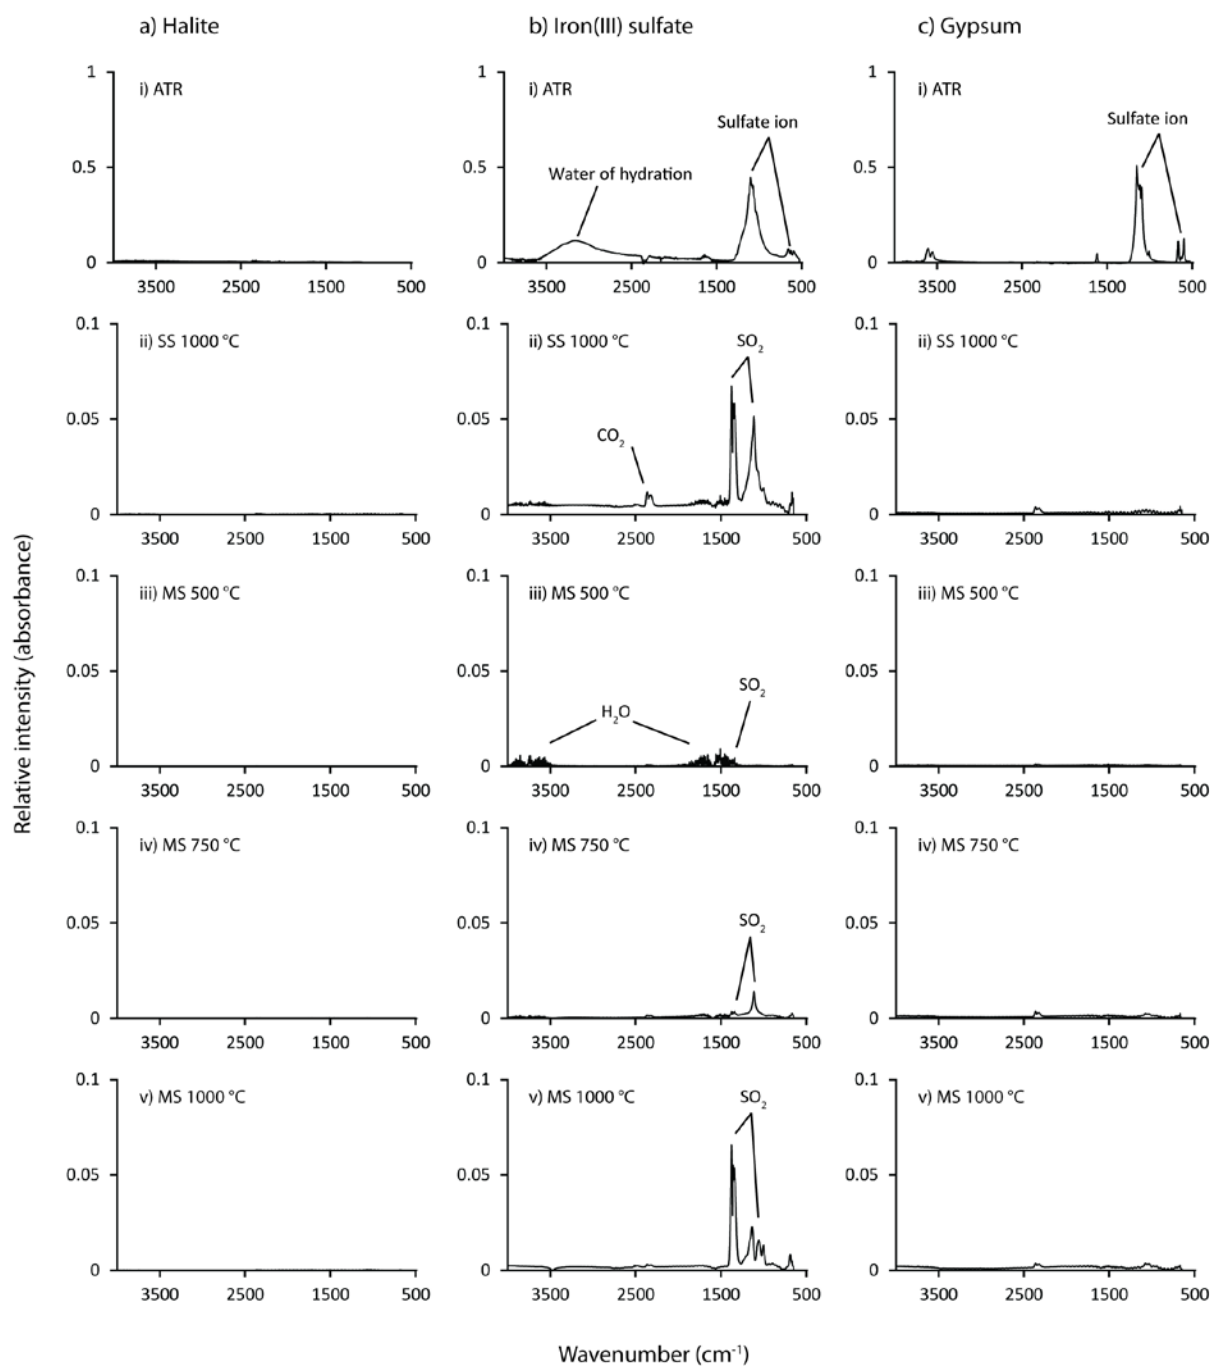 a) Halite
b) Iron(III) sulfate
c) Gypsum
1
i) ATR
0.5
0
3500 2500 1500 500
1
i) ATR
Sulfate ion
0.5
Water of hydration
0
3500 2500 1500 500
1
i) ATR
Sulfate ion
0.5
0
3500 2500 1500 500
0.1
ii) SS 1000 °C
0.05
0
3500 2500 1500 500
0.1
ii) SS 1000 °C
SO₂
0.05
CO₂
0
3500 2500 1500 500
0.1
ii) SS 1000 °C
0.05
0
3500 2500 1500 500
0.1
iii) MS 500 °C
0.05
0
3500 2500 1500 500
0.1
iii) MS 500 °C
0.05
SO₂
H₂O
0
3500 2500 1500 500
0.1
iii) MS 500 °C
0.05
0
3500 2500 1500 500
0.1
iv) MS 750 °C
0.05
0
3500 2500 1500 500
0.1
iv) MS 750 °C
0.05
SO₂
0
3500 2500 1500 500
0.1
iv) MS 750 °C
0.05
0
3500 2500 1500 500
0.1
v) MS 1000 °C
0.05
0
3500 2500 1500 500
0.1
v) MS 1000 °C
SO₂
0.05
0
3500 2500 1500 500
0.1
v) MS 1000 °C
0.05
0
3500 2500 1500 500
Relative intensity (absorbance)
Wavenumber (cm⁻¹)